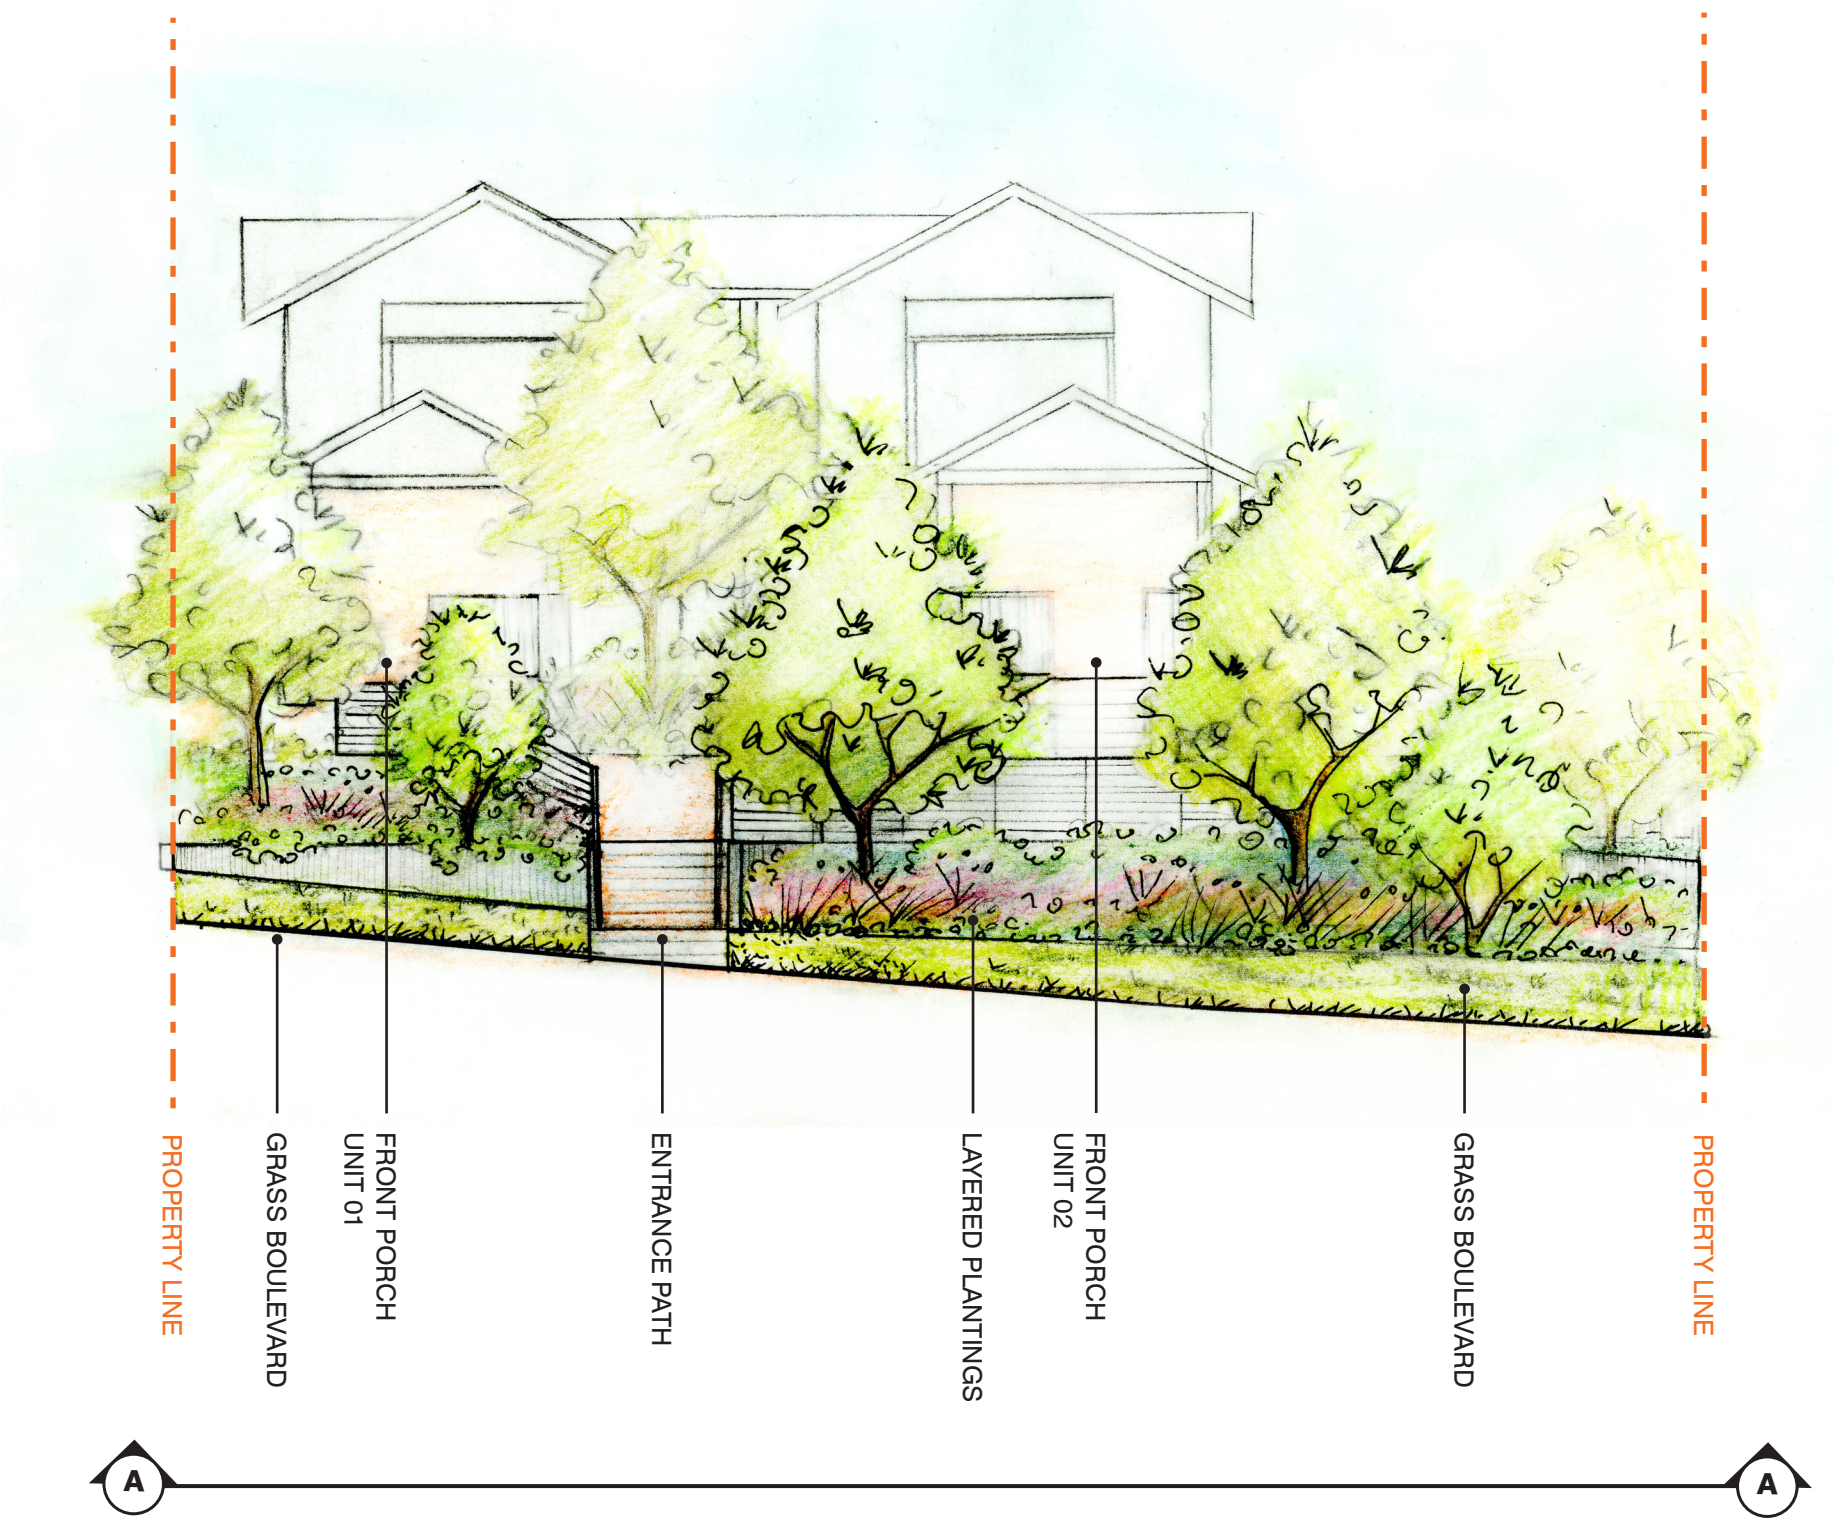 PROPERTY LINE
GRASS BOULEVARD
FRONT PORCH
UNIT 01
ENTRANCE PATH
LAYERED PLANTINGS
FRONT PORCH
UNIT 02
GRASS BOULEVARD
PROPERTY LINE
A
A